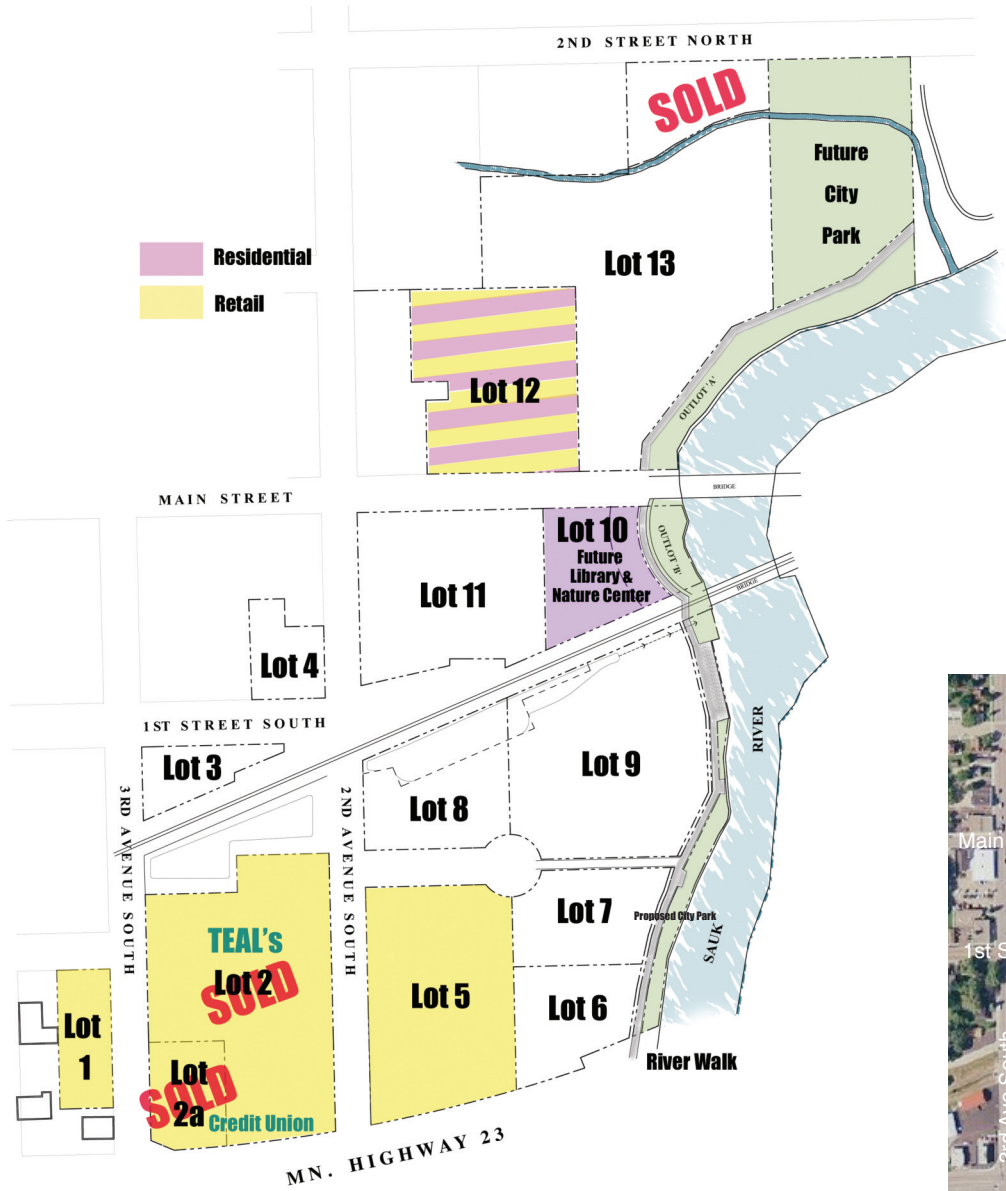 2ND STREET NORTH
SOLD
Future
City
Park
Residential
Retail
Lot 13
Lot 12
OUTLOT 'A'
MAIN STREET
BRIDGE
Lot 10
Future
Library &
Nature Center
OUTLOT 'B'
Lot 11
BRIDGE
Lot 4
1ST STREET SOUTH
RIVER
Lot 3
Lot 9
3RD AVENUE SOUTH
2ND AVENUE SOUTH
Lot 8
Main
Lot 7
Proposed City Park
TEAL's
Lot 2
SOLD
SAUK
1st S
Lot 5
Lot 6
Lot
1
River Walk
Lot
2a
SOLD
Credit Union
3rd Ave South
MN. HIGHWAY 23